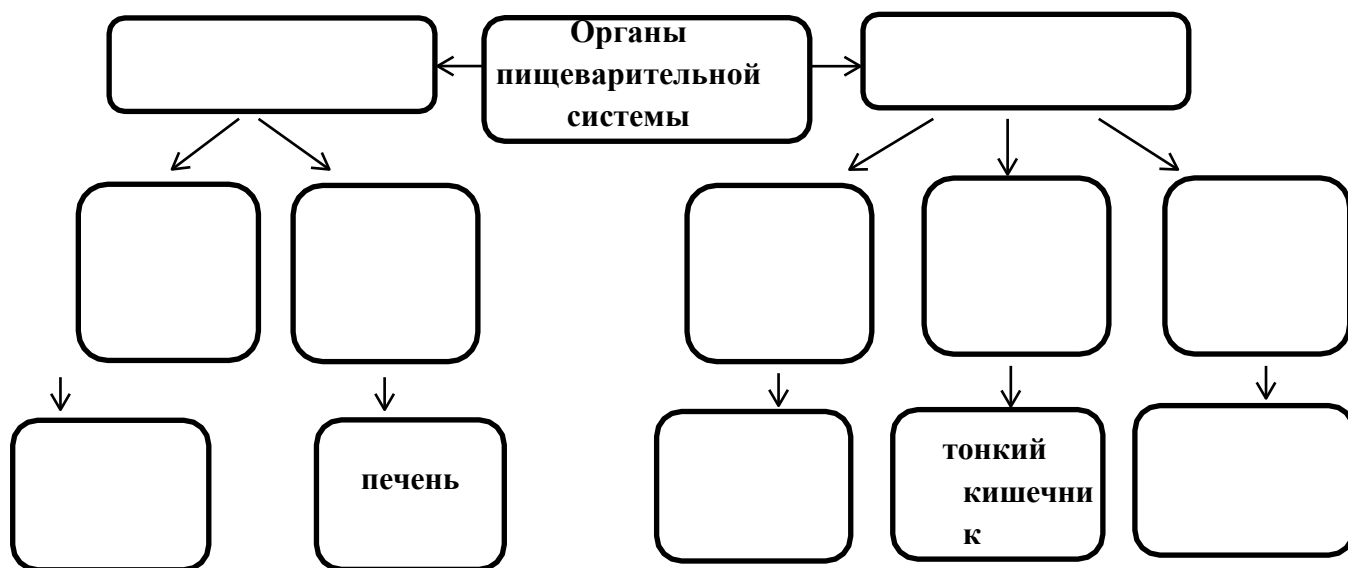 Органы
пищеварительной
системы
печень
тонкий
кишечни
к